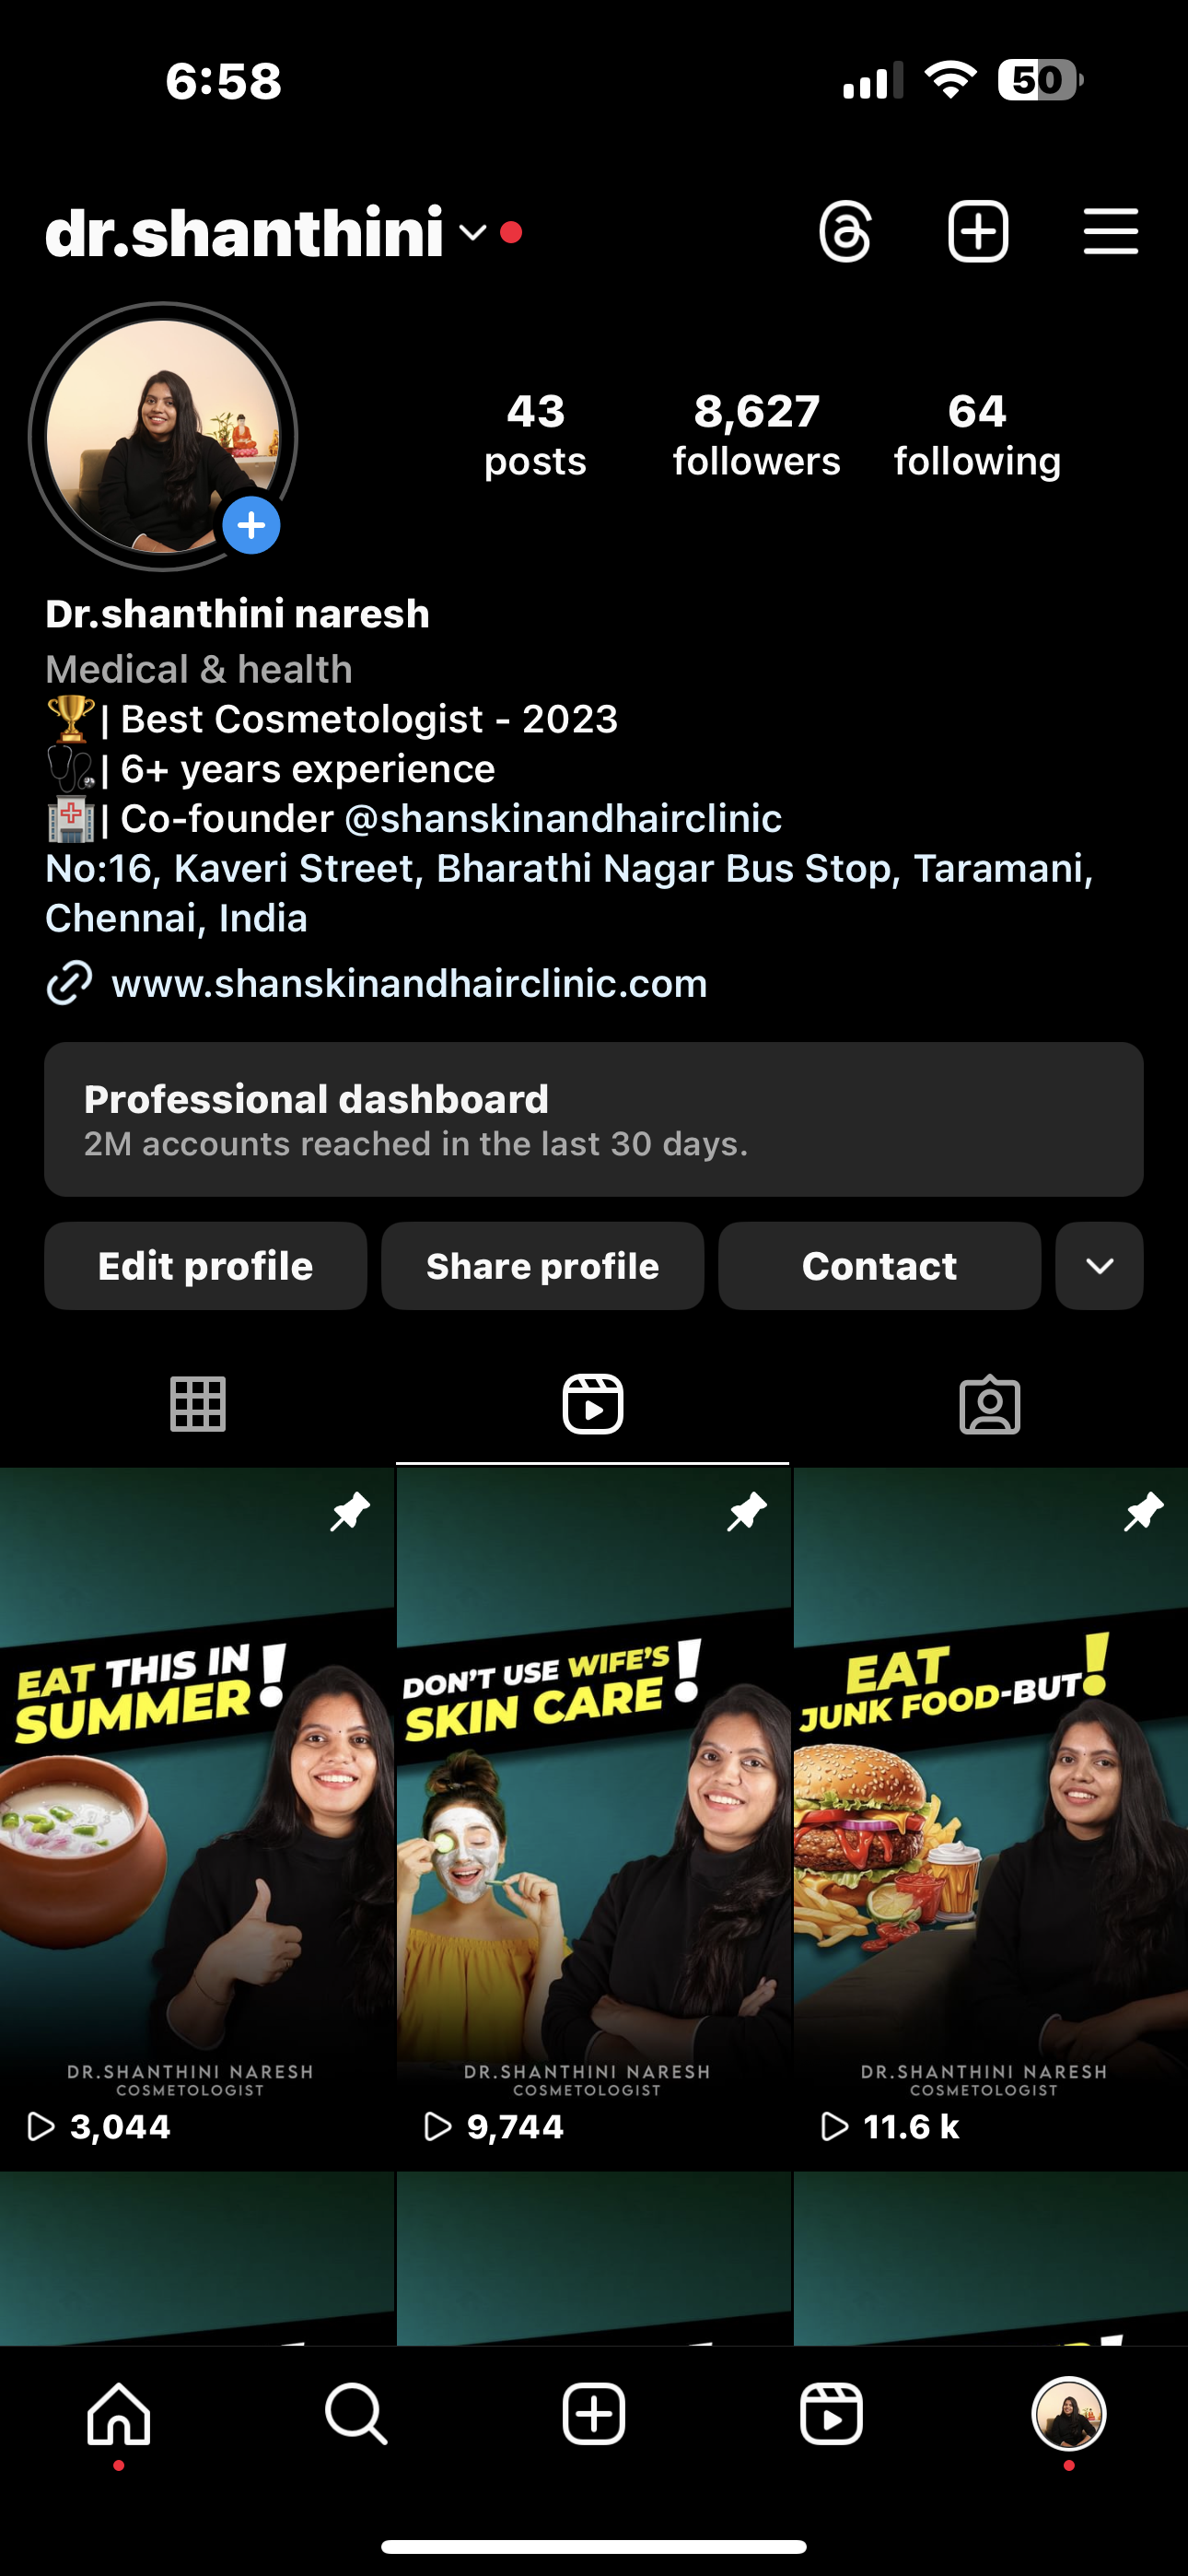 6:58
50
dr.shanthini
43
posts
8,627
followers
64
following
Dr.shanthini naresh
Medical & health
🏆| Best Cosmetologist - 2023
🩺| 6+ years experience
🏥| Co-founder @shanskinandhairclinic
No:16, Kaveri Street, Bharathi Nagar Bus Stop, Taramani,
Chennai, India
www.shanskinandhairclinic.com
Professional dashboard
2M accounts reached in the last 30 days.
Edit profile
Share profile
Contact
EAT THIS IN
SUMMER!
DR.SHANTHINI NARESH
COSMETOLOGIST
3,044
DON'T USE WIFE'S
SKIN CARE!
DR.SHANTHINI NARESH
COSMETOLOGIST
9,744
EAT
JUNK FOOD-BUT!
DR.SHANTHINI NARESH
COSMETOLOGIST
11.6 k